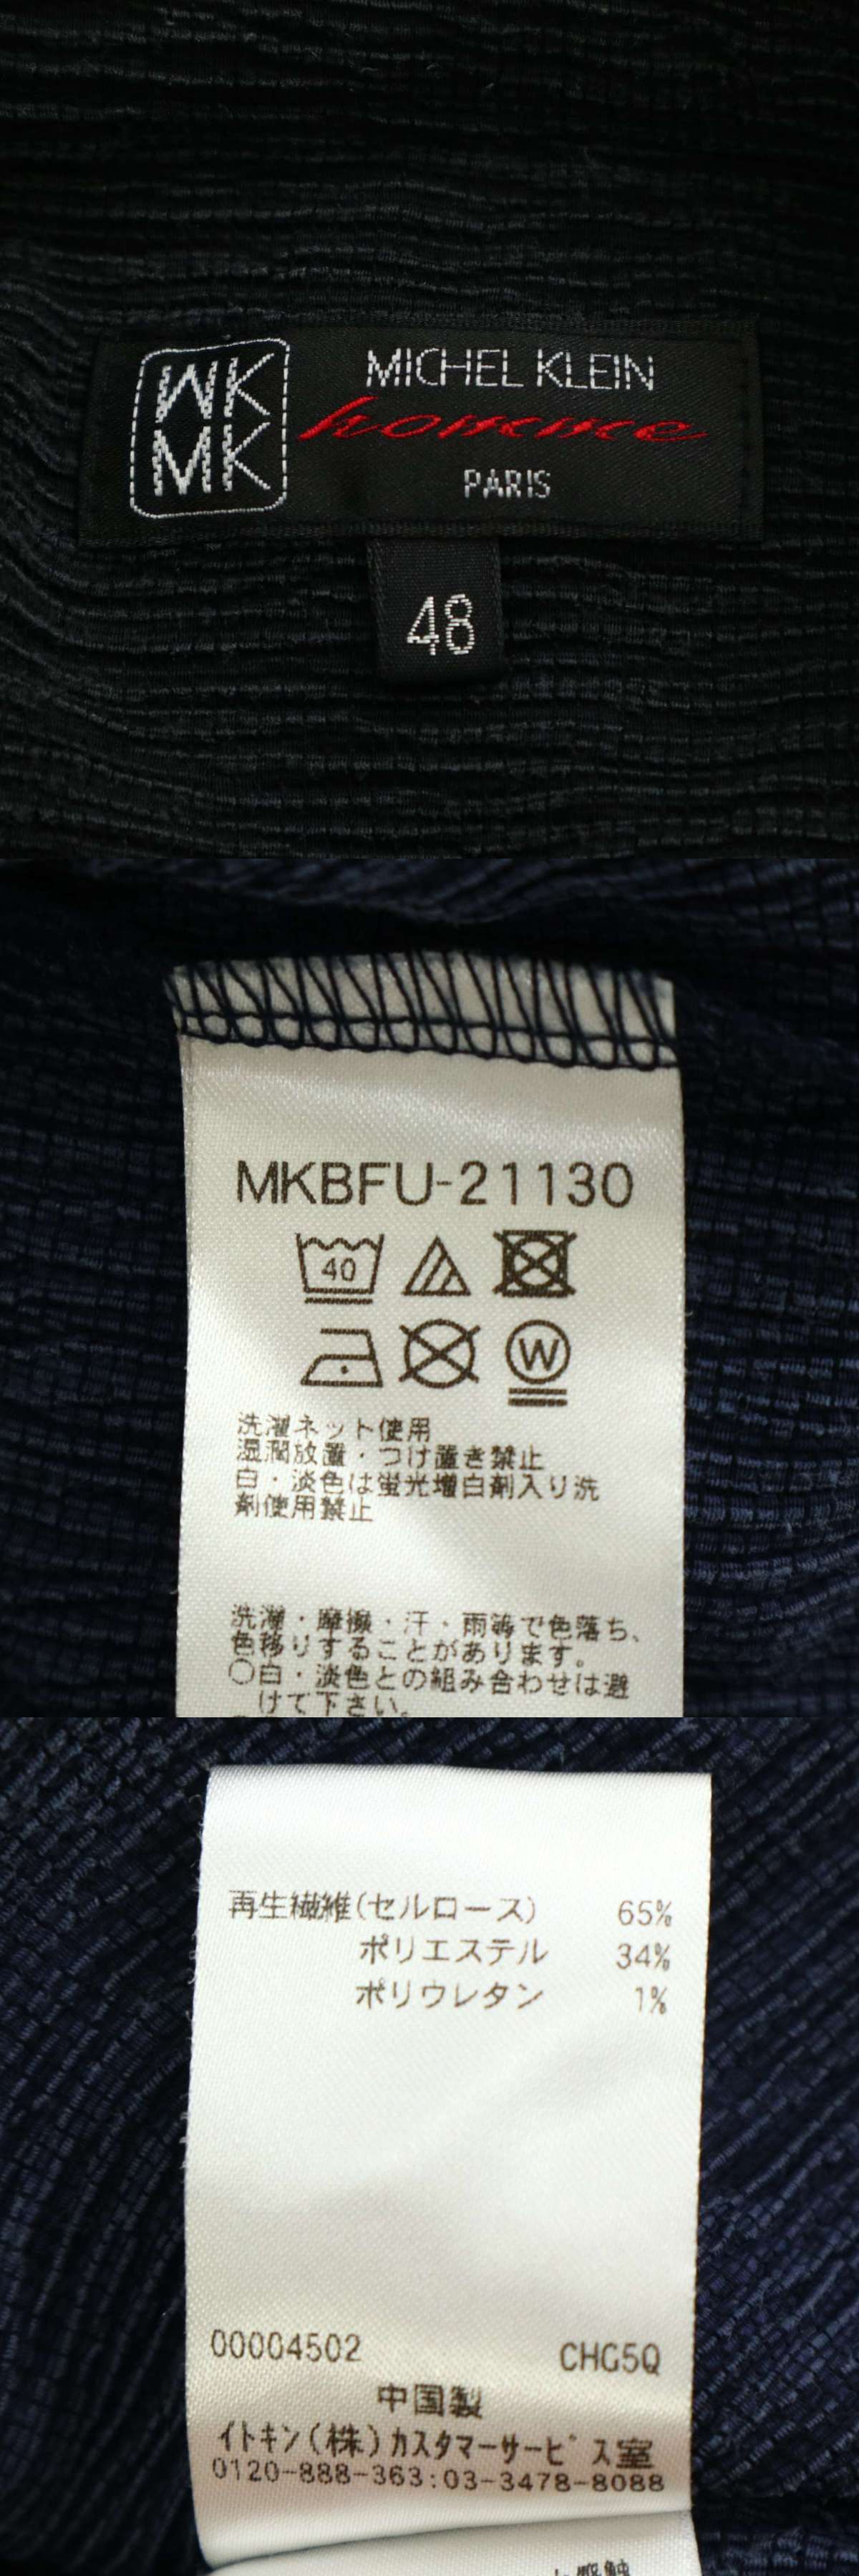 MK
MK
MICHEL KLEIN
homme
PARIS
48
MKBFU-21130
40
W
洗濯ネット使用
湿潤放置・つけ置き禁止
白・淡色は蛍光増白剤入り洗
剤使用禁止
洗濯・摩擦・汗・雨等で色落ち、
色移りすることがあります。
○白・淡色との組み合わせは避
けて下さい。
再生繊維(セルロース) 65%
ポリエステル 34%
ポリウレタン 1%
00004502 CHG5Q
中国製
イトキン(株)カスタマーサービス室
0120-888-363:03-3478-8088